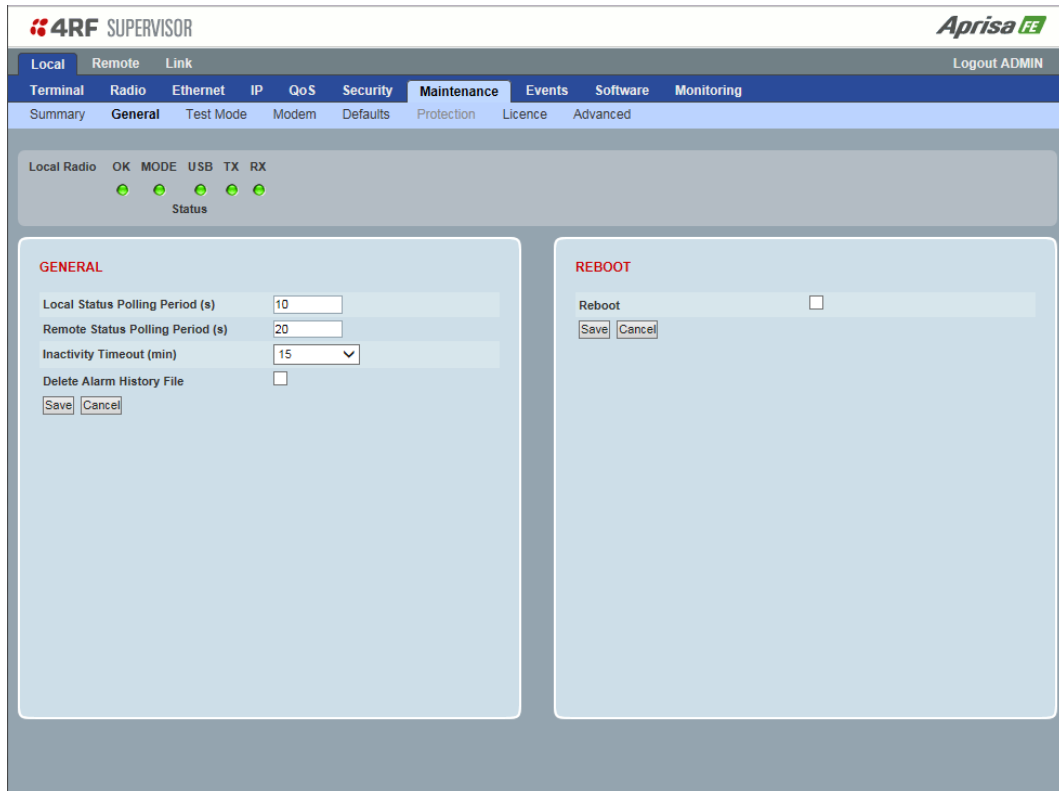 4RF SUPERVISOR
Aprisa FE
Local Remote Link Logout ADMIN
Terminal Radio Ethernet IP QoS Security Maintenance Events Software Monitoring
Summary General Test Mode Modem Defaults Protection Licence Advanced
Local Radio OK MODE USB TX RX
Status
GENERAL
Local Status Polling Period (s) 10
Remote Status Polling Period (s) 20
Inactivity Timeout (min) 15
Delete Alarm History File
Save Cancel
REBOOT
Reboot
Save Cancel